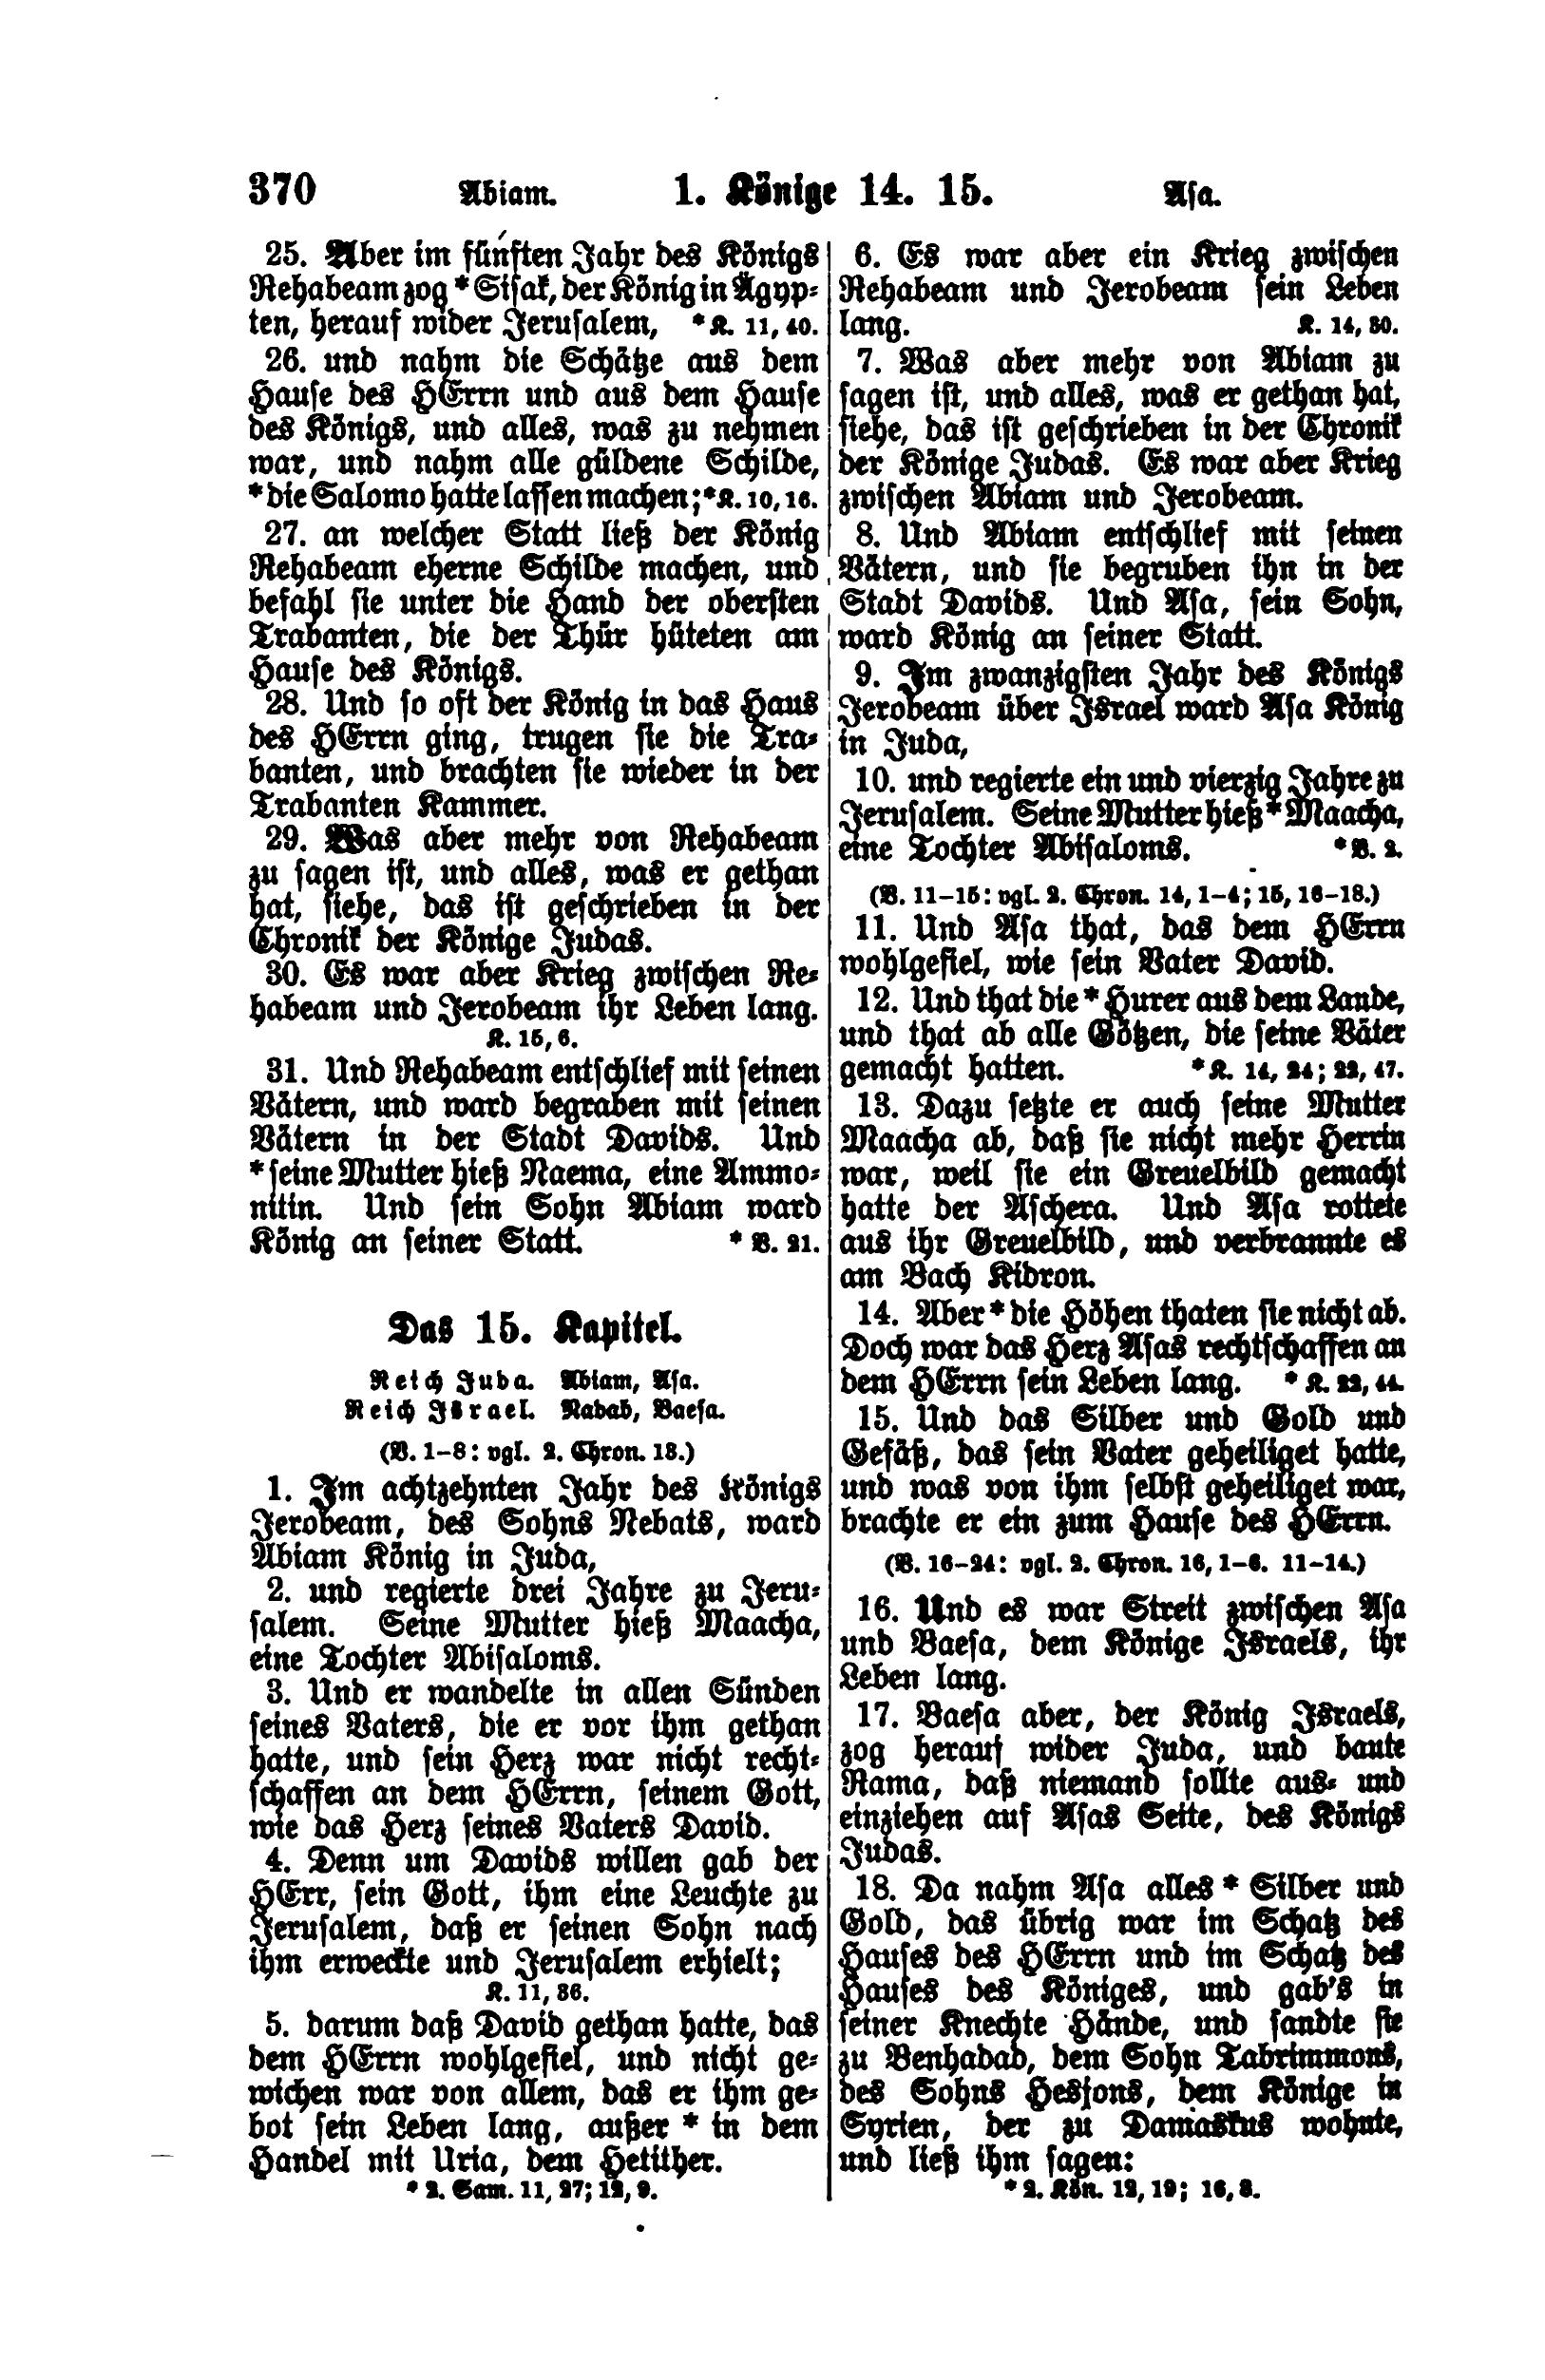 370 Abiam. 1. Könige 14. 15. Asa.
25. Aber im fünften Jahr des Königs
Rehabeam zog *Sisak, der König in Ägyp-
ten, herauf wider Jerusalem, *K. 11, 40.
26. und nahm die Schätze aus dem
Hause des HErrn und aus dem Hause
des Königs, und alles, was zu nehmen
war, und nahm alle güldene Schilde,
*die Salomo hatte lassen machen; *K. 10, 16.
27. an welcher Statt ließ der König
Rehabeam eherne Schilde machen, und
befahl sie unter die Hand der obersten
Trabanten, die der Thür hüteten am
Hause des Königs.
28. Und so oft der König in das Haus
des HErrn ging, trugen sie die Tra-
banten, und brachten sie wieder in der
Trabanten Kammer.
29. Was aber mehr von Rehabeam
zu sagen ist, und alles, was er gethan
hat, siehe, das ist geschrieben in der
Chronik der Könige Judas.
30. Es war aber Krieg zwischen Re-
habeam und Jerobeam ihr Leben lang.
K. 15, 6.
31. Und Rehabeam entschlief mit seinen
Vätern, und ward begraben mit seinen
Vätern in der Stadt Davids. Und
*seine Mutter hieß Naema, eine Ammo-
nitin. Und sein Sohn Abiam ward
König an seiner Statt. *V. 21.
Das 15. Kapitel.
Reich Juda. Abiam, Asa.
Reich Israel. Nadab, Baesa.
(V. 1-8: vgl. 2. Chron. 13.)
1. Im achtzehnten Jahr des Königs
Jerobeam, des Sohns Nebats, ward
Abiam König in Juda,
2. und regierte drei Jahre zu Jeru-
salem. Seine Mutter hieß Maacha,
eine Tochter Abisaloms.
3. Und er wandelte in allen Sünden
seines Vaters, die er vor ihm gethan
hatte, und sein Herz war nicht recht-
schaffen an dem HErrn, seinem Gott,
wie das Herz seines Vaters David.
4. Denn um Davids willen gab der
HErr, sein Gott, ihm eine Leuchte zu
Jerusalem, daß er seinen Sohn nach
ihm erweckte und Jerusalem erhielt;
K. 11, 36.
5. darum daß David gethan hatte, das
dem HErrn wohlgefiel, und nicht ge-
wichen war von allem, das er ihm ge-
bot sein Leben lang, außer * in dem
Handel mit Uria, dem Hetither.
*2. Sam. 11, 27; 12, 9.
6. Es war aber ein Krieg zwischen
Rehabeam und Jerobeam sein Leben
lang. K. 14, 30.
7. Was aber mehr von Abiam zu
sagen ist, und alles, was er gethan hat,
siehe, das ist geschrieben in der Chronik
der Könige Judas. Es war aber Krieg
zwischen Abiam und Jerobeam.
8. Und Abiam entschlief mit seinen
Vätern, und sie begruben ihn in der
Stadt Davids. Und Asa, sein Sohn,
ward König an seiner Statt.
9. Im zwanzigsten Jahr des Königs
Jerobeam über Israel ward Asa König
in Juda,
10. und regierte ein und vierzig Jahre zu
Jerusalem. Seine Mutter hieß *Maacha,
eine Tochter Abisaloms. *V. 2.
(V. 11-15: vgl. 2. Chron. 14, 1-4; 15, 16-18.)
11. Und Asa that, das dem HErrn
wohlgefiel, wie sein Vater David.
12. Und that die * Hurer aus dem Lande,
und that ab alle Götzen, die seine Väter
gemacht hatten. *K. 14, 24; 22, 47.
13. Dazu setzte er auch seine Mutter
Maacha ab, daß sie nicht mehr Herrin
war, weil sie ein Greuelbild gemacht
hatte der Aschera. Und Asa rottete
aus ihr Greuelbild, und verbrannte es
am Bach Kidron.
14. Aber * die Höhen thaten sie nicht ab.
Doch war das Herz Asas rechtschaffen an
dem HErrn sein Leben lang. *K. 22, 44.
15. Und das Silber und Gold und
Gefäß, das sein Vater geheiliget hatte,
und was von ihm selbst geheiliget war,
brachte er ein zum Hause des HErrn.
(V. 16-24: vgl. 2. Chron. 16, 1-6. 11-14.)
16. Und es war Streit zwischen Asa
und Baesa, dem Könige Israels, ihr
Leben lang.
17. Baesa aber, der König Israels,
zog herauf wider Juda, und baute
Rama, daß niemand sollte aus- und
einziehen auf Asas Seite, des Königs
Judas.
18. Da nahm Asa alles * Silber und
Gold, das übrig war im Schatz des
Hauses des HErrn und im Schatz des
Hauses des Königes, und gab's in
seiner Knechte Hände, und sandte sie
zu Benhadad, dem Sohn Tabrimmons,
des Sohns Hesjons, dem Könige in
Syrien, der zu Damaskus wohnte,
und ließ ihm sagen:
*2. Kön. 12, 19; 16, 8.